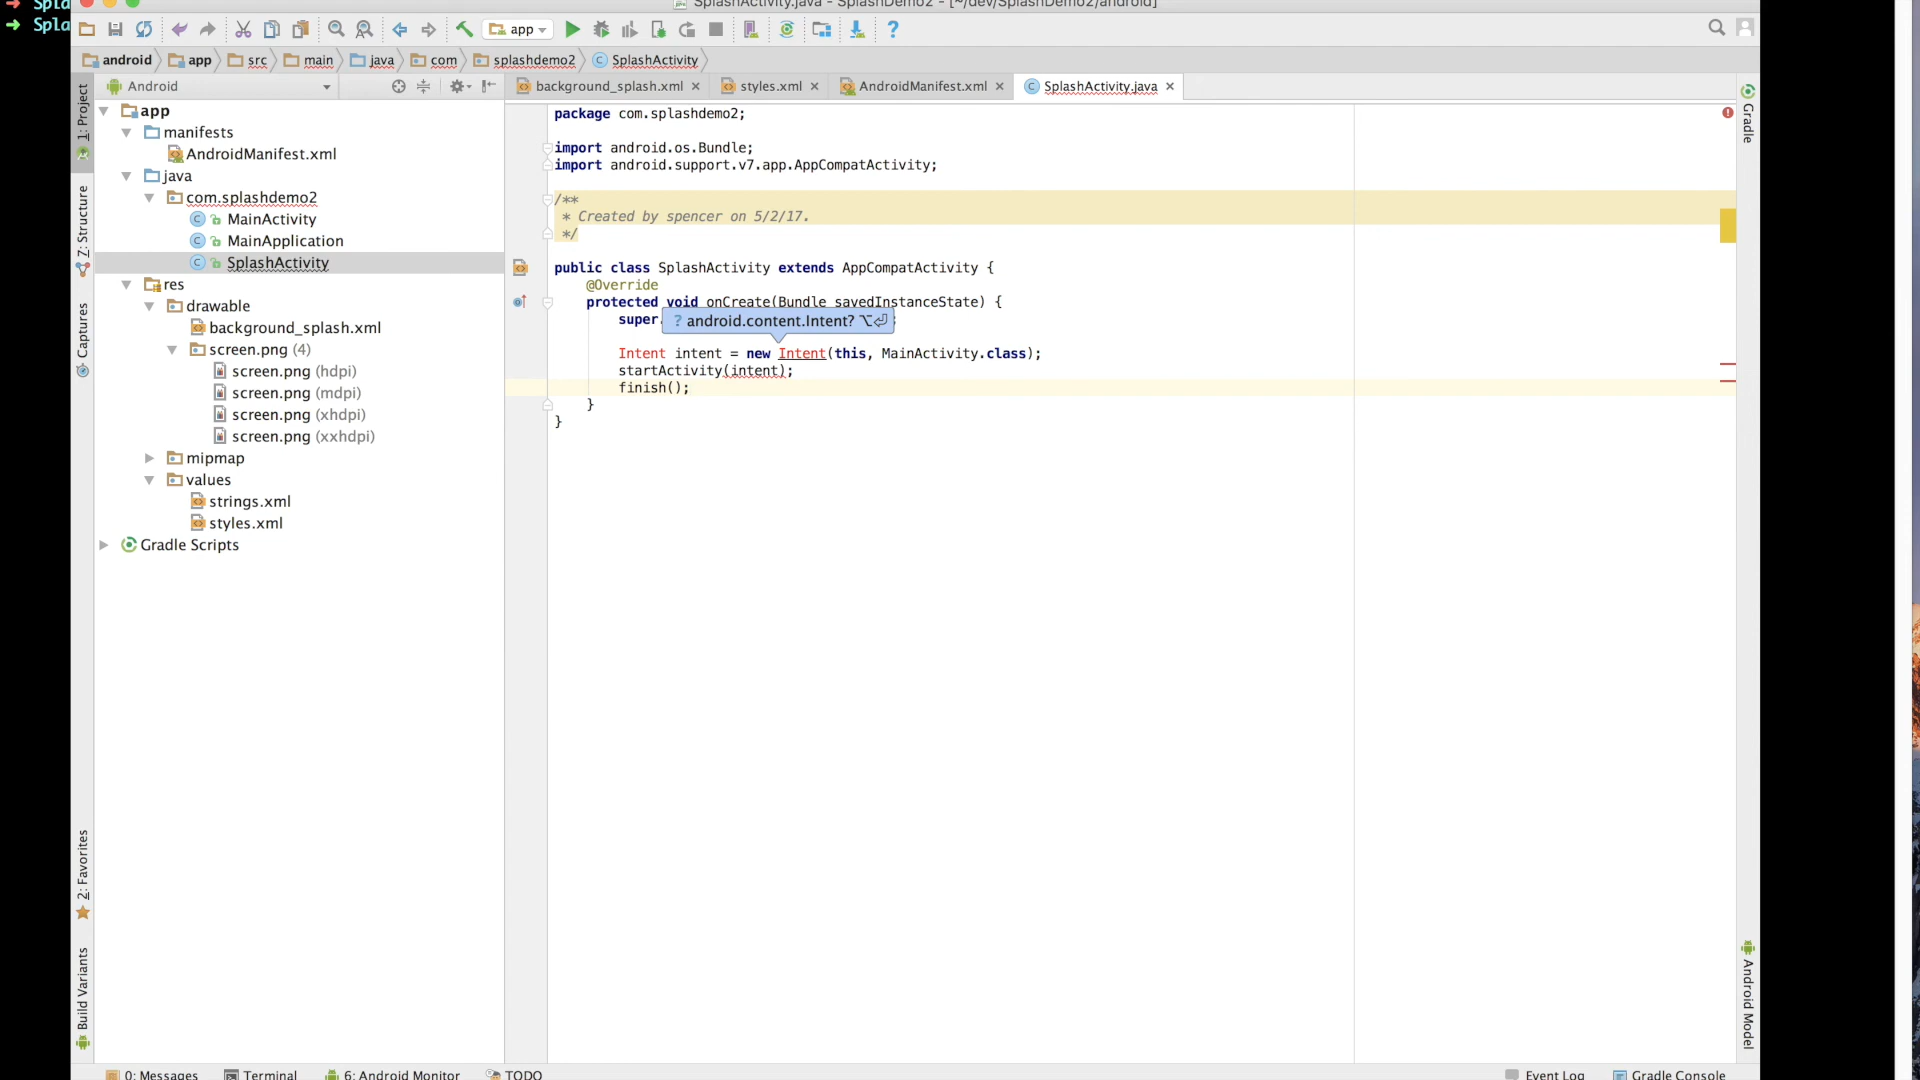 Spla
SplashActivity.java - SplashDemo2 - [~/dev/SplashDemo2/android]
Spla
app
?
android app src main java com splashdemo2 SplashActivity
Android
background_splash.xml styles.xml AndroidManifest.xml SplashActivity.java
1: Project
Z: Structure
Captures
2: Favorites
Build Variants
app
manifests
AndroidManifest.xml
java
com.splashdemo2
MainActivity
MainApplication
SplashActivity
res
drawable
background_splash.xml
screen.png (4)
screen.png (hdpi)
screen.png (mdpi)
screen.png (xhdpi)
screen.png (xxhdpi)
mipmap
values
strings.xml
styles.xml
Gradle Scripts
package com.splashdemo2;
import android.os.Bundle;
import android.support.v7.app.AppCompatActivity;
/**
* Created by spencer on 5/2/17.
*/
public class SplashActivity extends AppCompatActivity {
@Override
protected void onCreate(Bundle savedInstanceState) {
super.
? android.content.Intent? ⌥⏎
;
Intent intent = new Intent(this, MainActivity.class);
startActivity(intent);
finish();
}
}
Gradle
Android Model
0: Messages Terminal 6: Android Monitor TODO Event Log Gradle Console